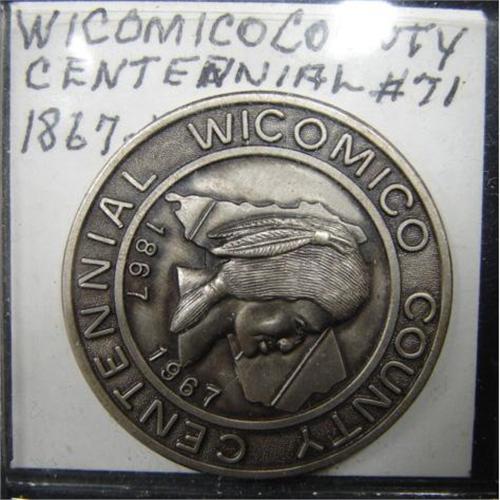 WICOMICO COUNTY
CENTENNIAL #71
1867-
WICOMICO COUNTY CENTENNIAL
1867
1967